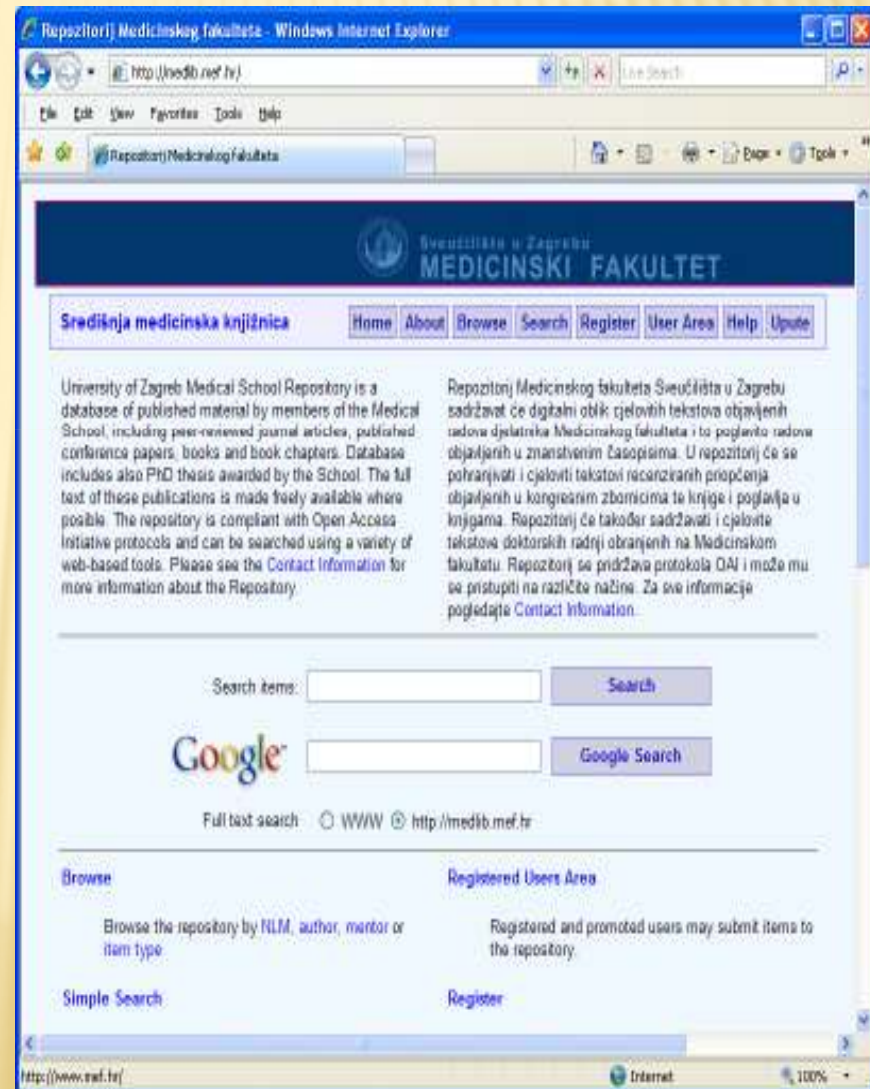 Repozitorij Medicinskog fakulteta - Windows Internet Explorer
http://medlib.mef.hr/
Live Search
File Edit View Favorites Tools Help
Repozitorij Medicinskog fakulteta
Page Tools
Sveučilište u Zagrebu
MEDICINSKI FAKULTET
Središnja medicinska knjižnica
Home About Browse Search Register User Area Help Upute
University of Zagreb Medical School Repository is a
database of published material by members of the Medical
School, including peer-reviewed journal articles, published
conference papers, books and book chapters. Database
includes also PhD thesis awarded by the School. The full
text of these publications is made freely available where
posible. The repository is compliant with Open Access
Initiative protocols and can be searched using a variety of
web-based tools. Please see the Contact Information for
more information about the Repository.
Repozitorij Medicinskog fakulteta Sveučilišta u Zagrebu
sadržavat će digitalni oblik cjelovitih tekstova objavljenih
radova djelatnika Medicinskog fakulteta i to poglavito radova
objavljenih u znanstvenim časopisima. U repozitorij će se
pohranjivati i cjeloviti tekstovi recenziranih priopćenja
objavljenih u kongresnim zbornicima te knjige i poglavlja u
knjigama. Repozitorij će također sadržavati i cjelovite
tekstove doktorskih radnji obranjenih na Medicinskom
fakultetu. Repozitorij se pridržava protokola OAI i može mu
se pristupiti na različite načine. Za sve informacije
pogledajte Contact Information.
Search items:
Search
Google
Google Search
Full text search WWW http://medlib.mef.hr
Browse
Browse the repository by NLM, author, mentor or
item type
Registered Users Area
Registered and promoted users may submit items to
the repository.
Simple Search
Register
http://www.mef.hr/
Internet
100%